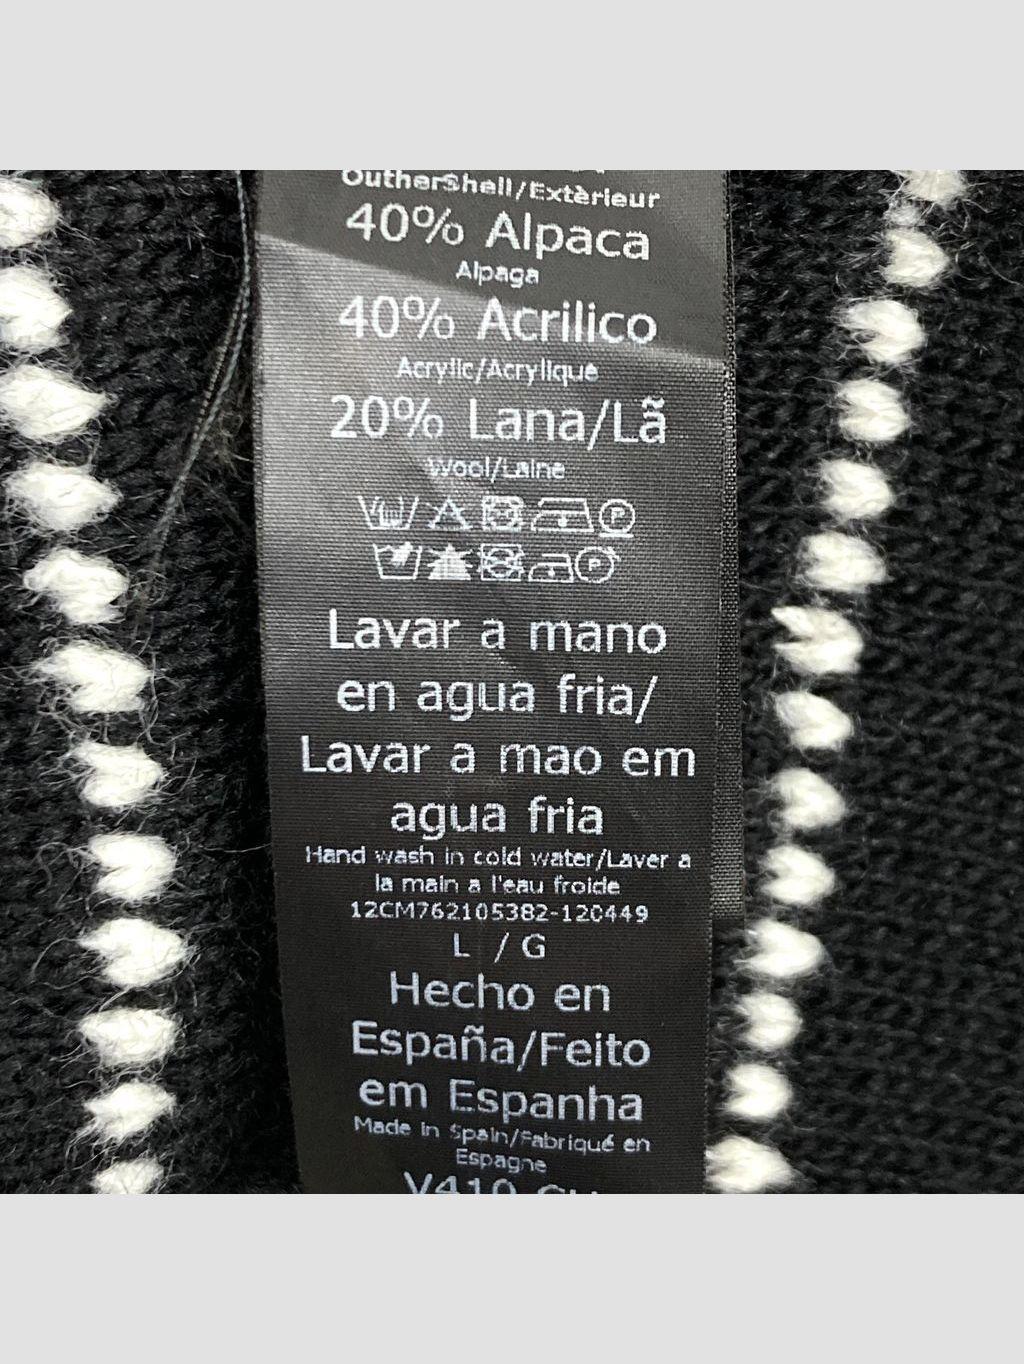 OutherShell/Extèrieur
40% Alpaca
Alpaga
40% Acrilico
Acrylic/Acrylique
20% Lana/Lã
Wool/Laine
Lavar a mano
en agua fria/
Lavar a mao em
agua fria
Hand wash in cold water/Laver a
la main a l'eau froide
12CM762105382-120449
L / G
Hecho en
España/Feito
em Espanha
Made in Spain/Fabriqué en
Espagne
V410